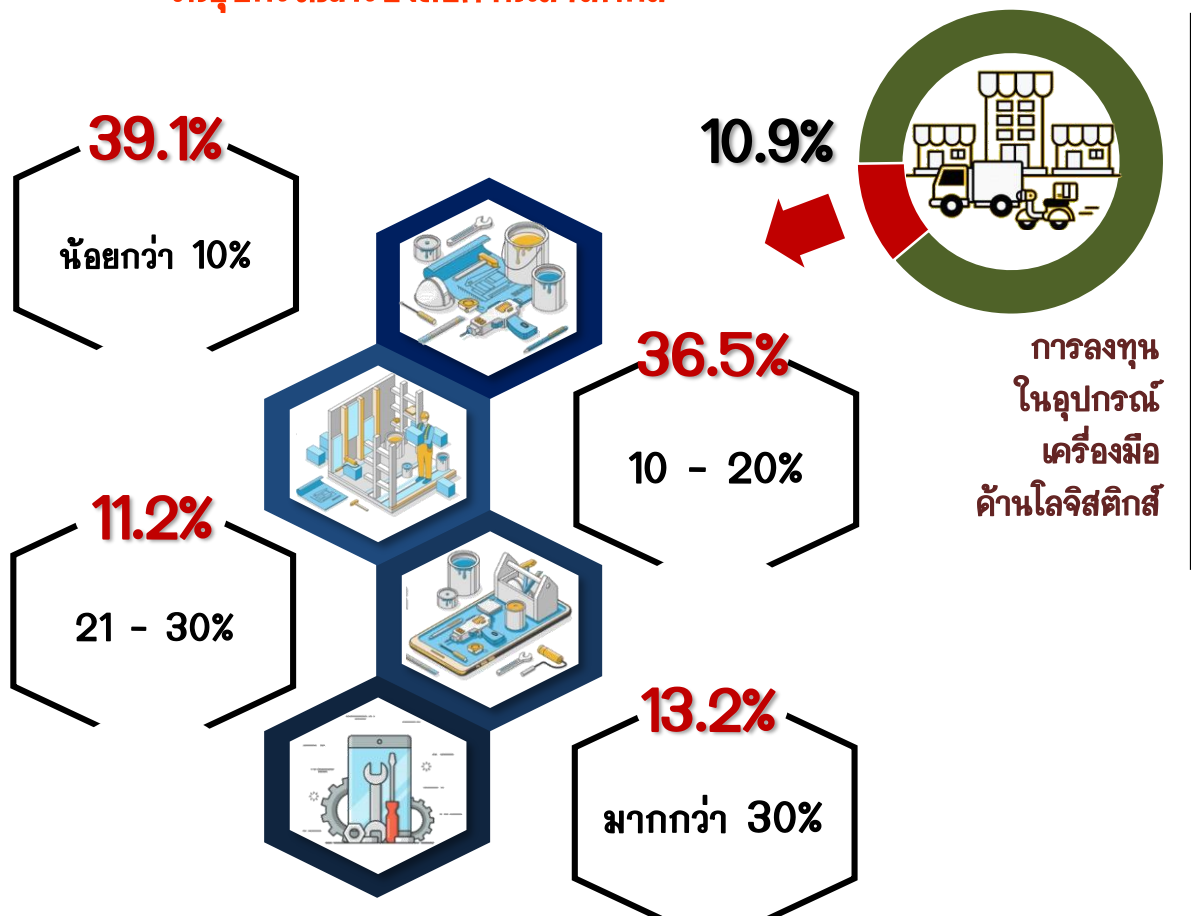 39.1%
น้อยกว่า 10%
10.9%
การลงทุน
ในอุปกรณ์
เครื่องมือ
ด้านโลจิสติกส์
36.5%
10 - 20%
11.2%
21 - 30%
13.2%
มากกว่า 30%